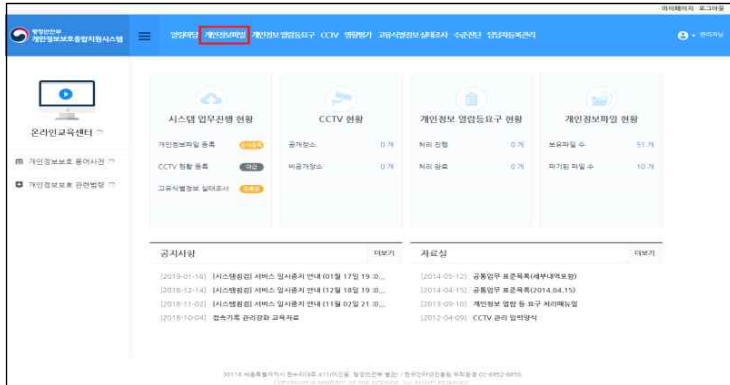 마이페이지 로그아웃
행정안전부
개인정보보호종합지원시스템
알림마당 개인정보파일 개인정보 열람등요구 CCTV 영향평가 고유식별정보 실태조사 수준진단 담당자등록관리
관리자님
온라인교육센터
개인정보보호 용어사전
개인정보보호 관련법령
시스템 업무진행 현황
개인정보파일 등록
CCTV 현황 등록
고유식별정보 실태조사
CCTV 현황
공개장소 0 개
비공개장소 0 개
개인정보 열람등요구 현황
처리 진행 0 개
처리 완료 0 개
개인정보파일 현황
보유파일 수 51 개
파기된 파일 수 10 개
공지사항 더보기
[2019-01-16] [시스템점검] 서비스 일시중지 안내 (01월 17일 19 :0,..
[2018-12-14] [시스템점검] 서비스 일시중지 안내 (12월 18일 19 :0,..
[2018-11-02] [시스템점검] 서비스 일시중지 안내 (11월 02일 21 :0,..
[2018-10-04] 접속기록 관리강화 교육자료
자료실 더보기
[2014-05-12] 공통업무 표준목록(세부내역포함)
[2014-04-15] 공통업무 표준목록(2014.04.15)
[2013-09-10] 개인정보 열람 등 요구 처리매뉴얼
[2012-04-09] CCTV 관리 입력양식